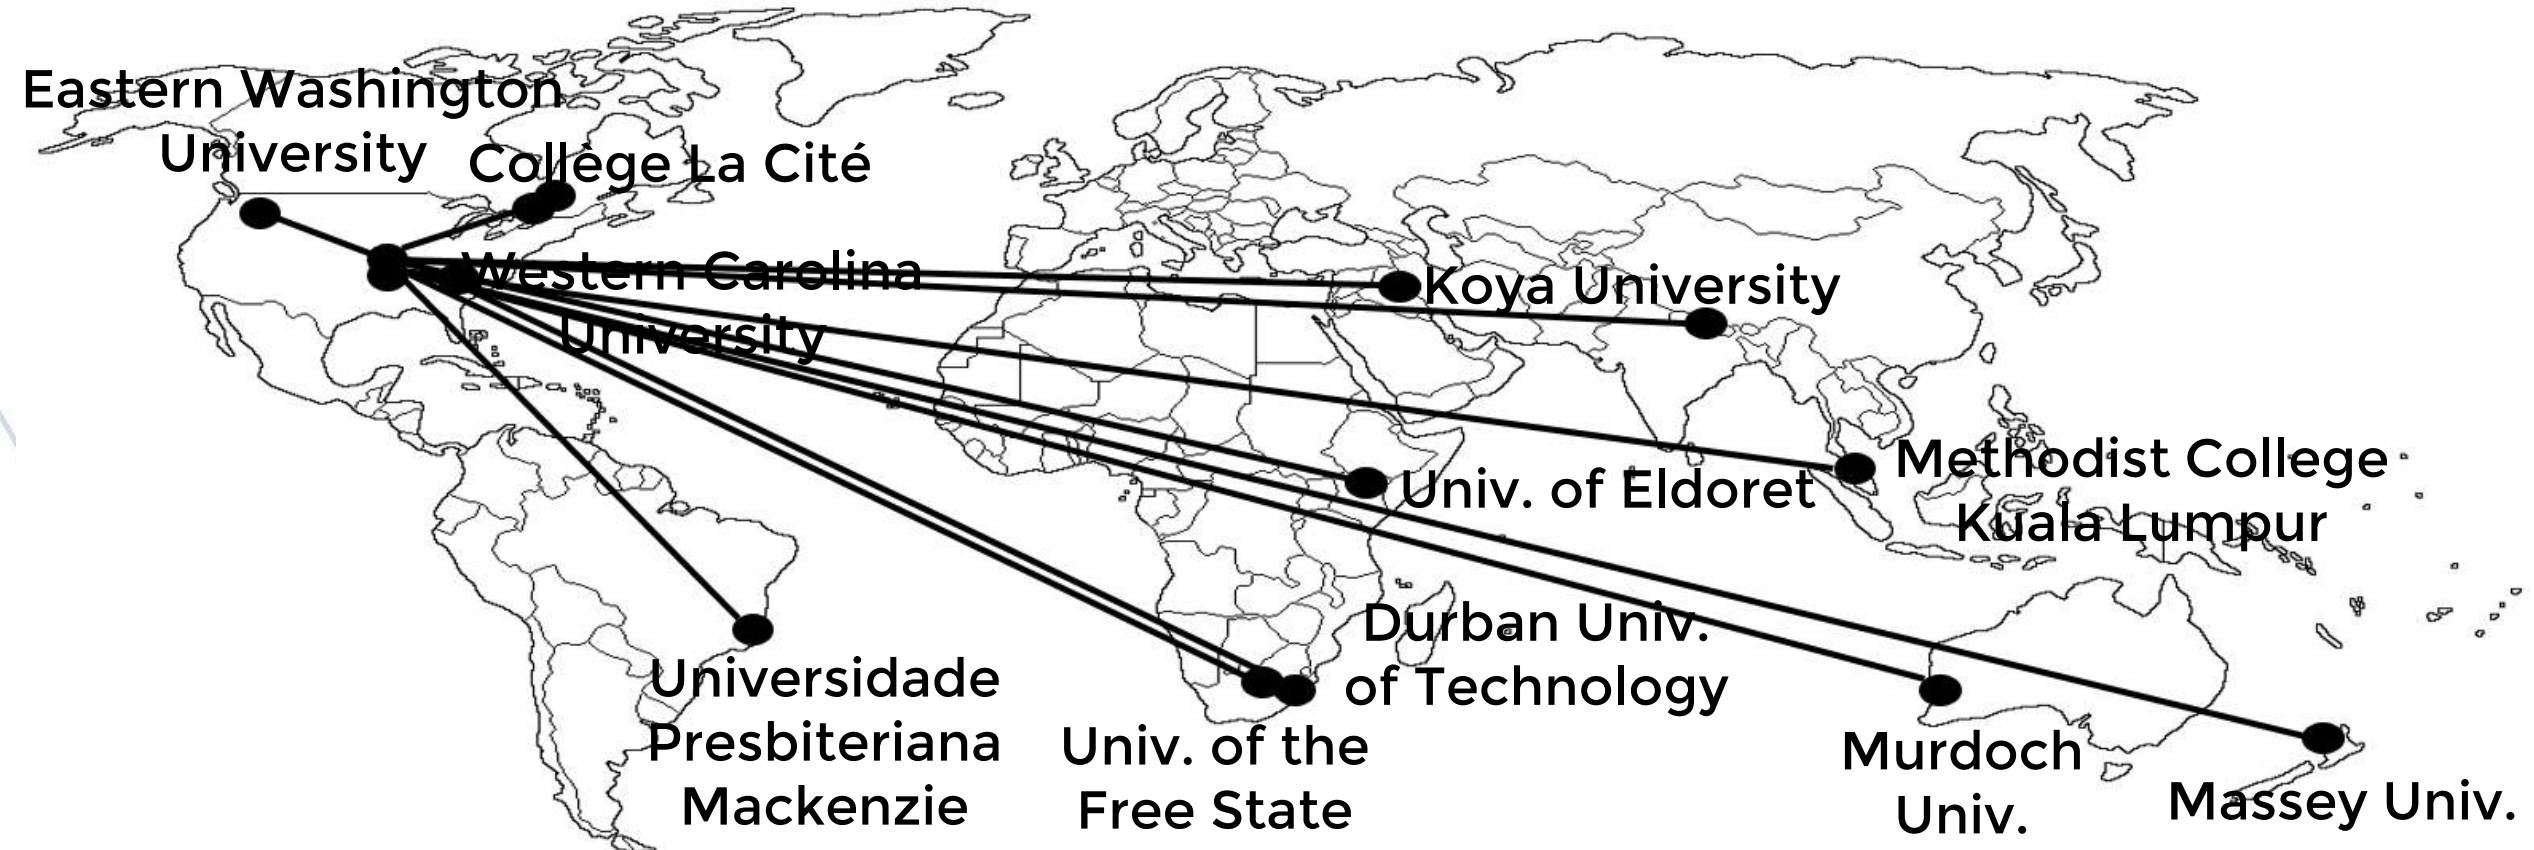 Eastern Washington
University
Collège La Cité
Western Carolina
University
Koya University
Univ. of Eldoret
Methodist College
Kuala Lumpur
Durban Univ.
of Technology
Universidade
Presbiteriana
Mackenzie
Univ. of the
Free State
Murdoch
Univ.
Massey Univ.